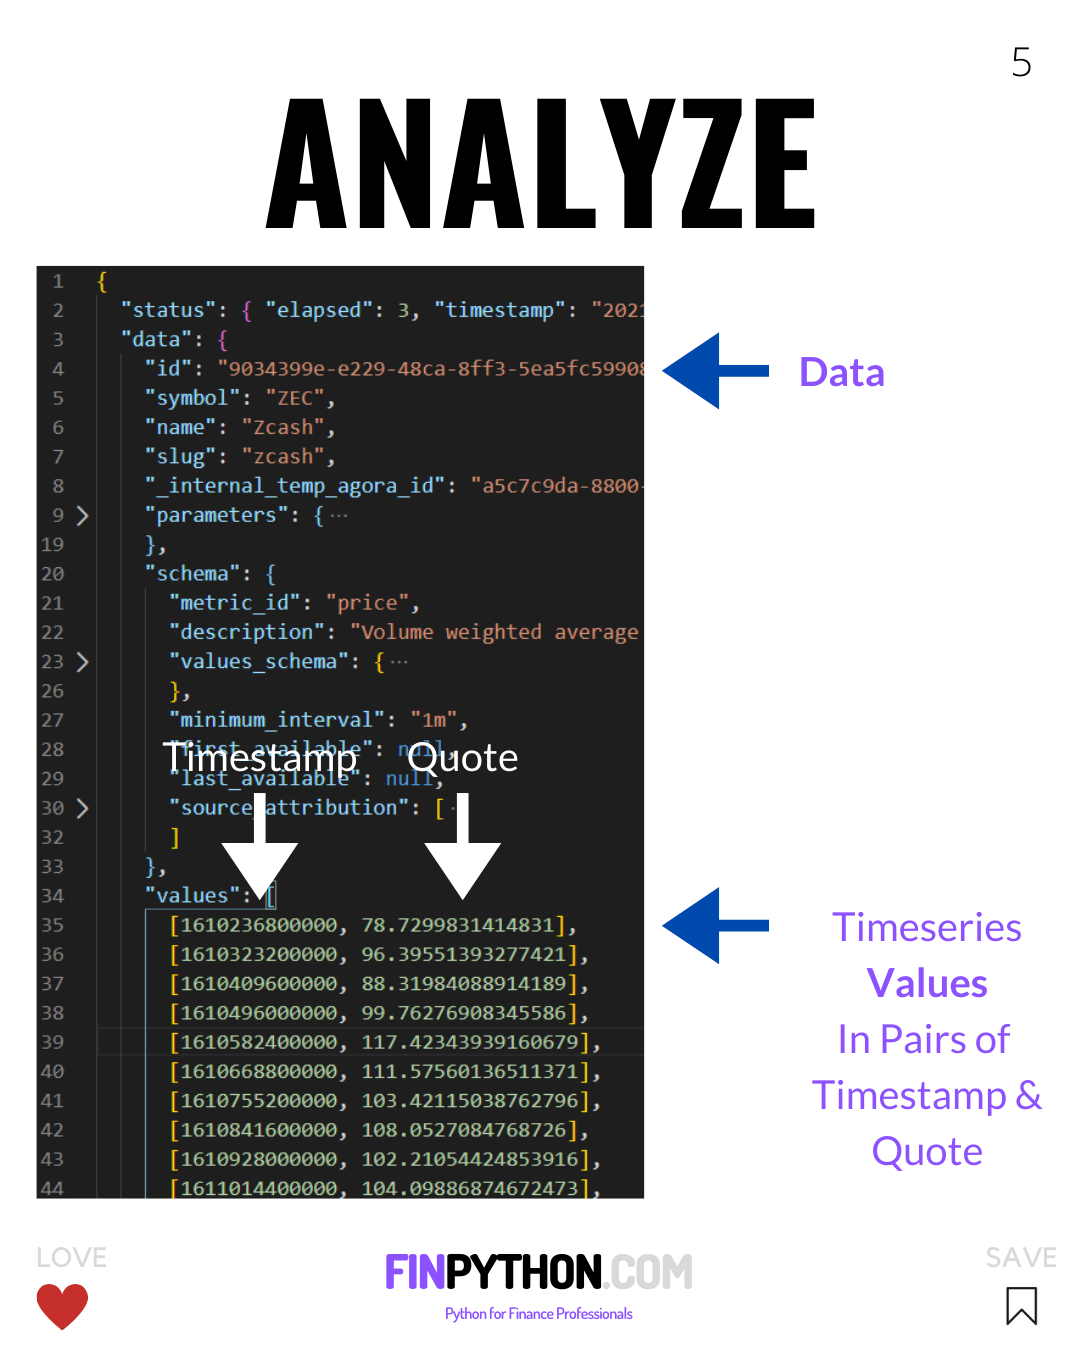 5
ANALYZE
1 {
2 "status": { "elapsed": 3, "timestamp": "2021
3 "data": {
4 "id": "9034399e-e229-48ca-8ff3-5ea5fc59908
5 "symbol": "ZEC",
6 "name": "Zcash",
7 "slug": "zcash",
8 "_internal_temp_agora_id": "a5c7c9da-8800-
9 > "parameters": { ···
19 },
20 "schema": {
21 "metric_id": "price",
22 "description": "Volume weighted average
23 > "values_schema": { ···
26 },
27 "minimum_interval": "1m",
28 "first_available": null,
29 "last_available": null,
30 > "source_attribution": [ ··
32 ]
33 },
34 "values": [
35 [1610236800000, 78.7299831414831],
36 [1610323200000, 96.39551393277421],
37 [1610409600000, 88.31984088914189],
38 [1610496000000, 99.76276908345586],
39 [1610582400000, 117.42343939160679],
40 [1610668800000, 111.57560136511371],
41 [1610755200000, 103.42115038762796],
42 [1610841600000, 108.0527084768726],
43 [1610928000000, 102.21054424853916],
44 [1611014400000, 104.09886874672473],
Timestamp
Quote
Data
Timeseries
Values
In Pairs of
Timestamp &
Quote
LOVE
FINPYTHON.COM
Python for Finance Professionals
SAVE